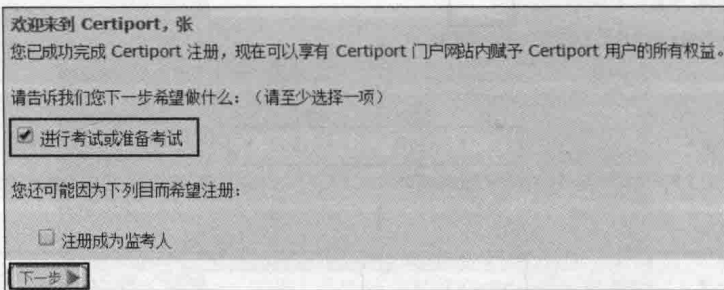 欢迎来到 Certiport，张
您已成功完成 Certiport 注册，现在可以享有 Certiport 门户网站内赋予 Certiport 用户的所有权益。
请告诉我们您下一步希望做什么：（请至少选择一项）
进行考试或准备考试
您还可能因为下列目而希望注册：
注册成为监考人
下一步